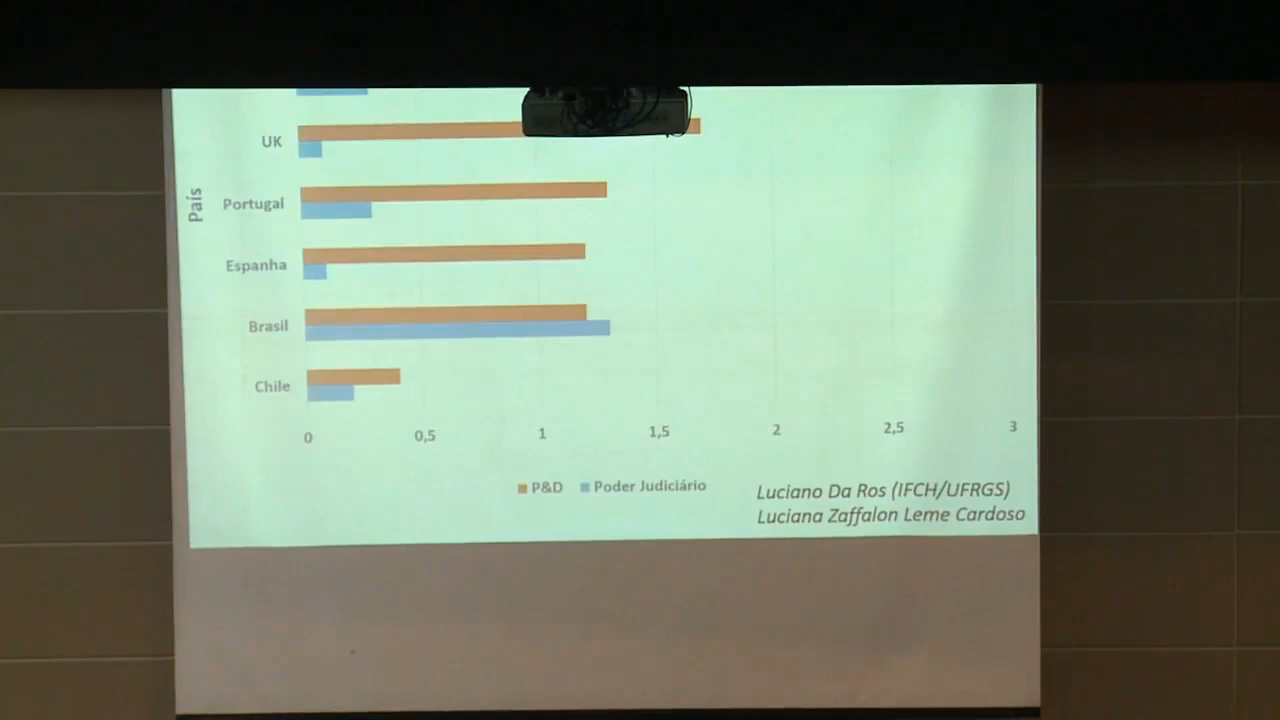 País
UK
Portugal
Espanha
Brasil
Chile
0 0,5 1 1,5 2 2,5 3
P&D Poder Judiciário
Luciano Da Ros (IFCH/UFRGS)
Luciana Zaffalon Leme Cardoso